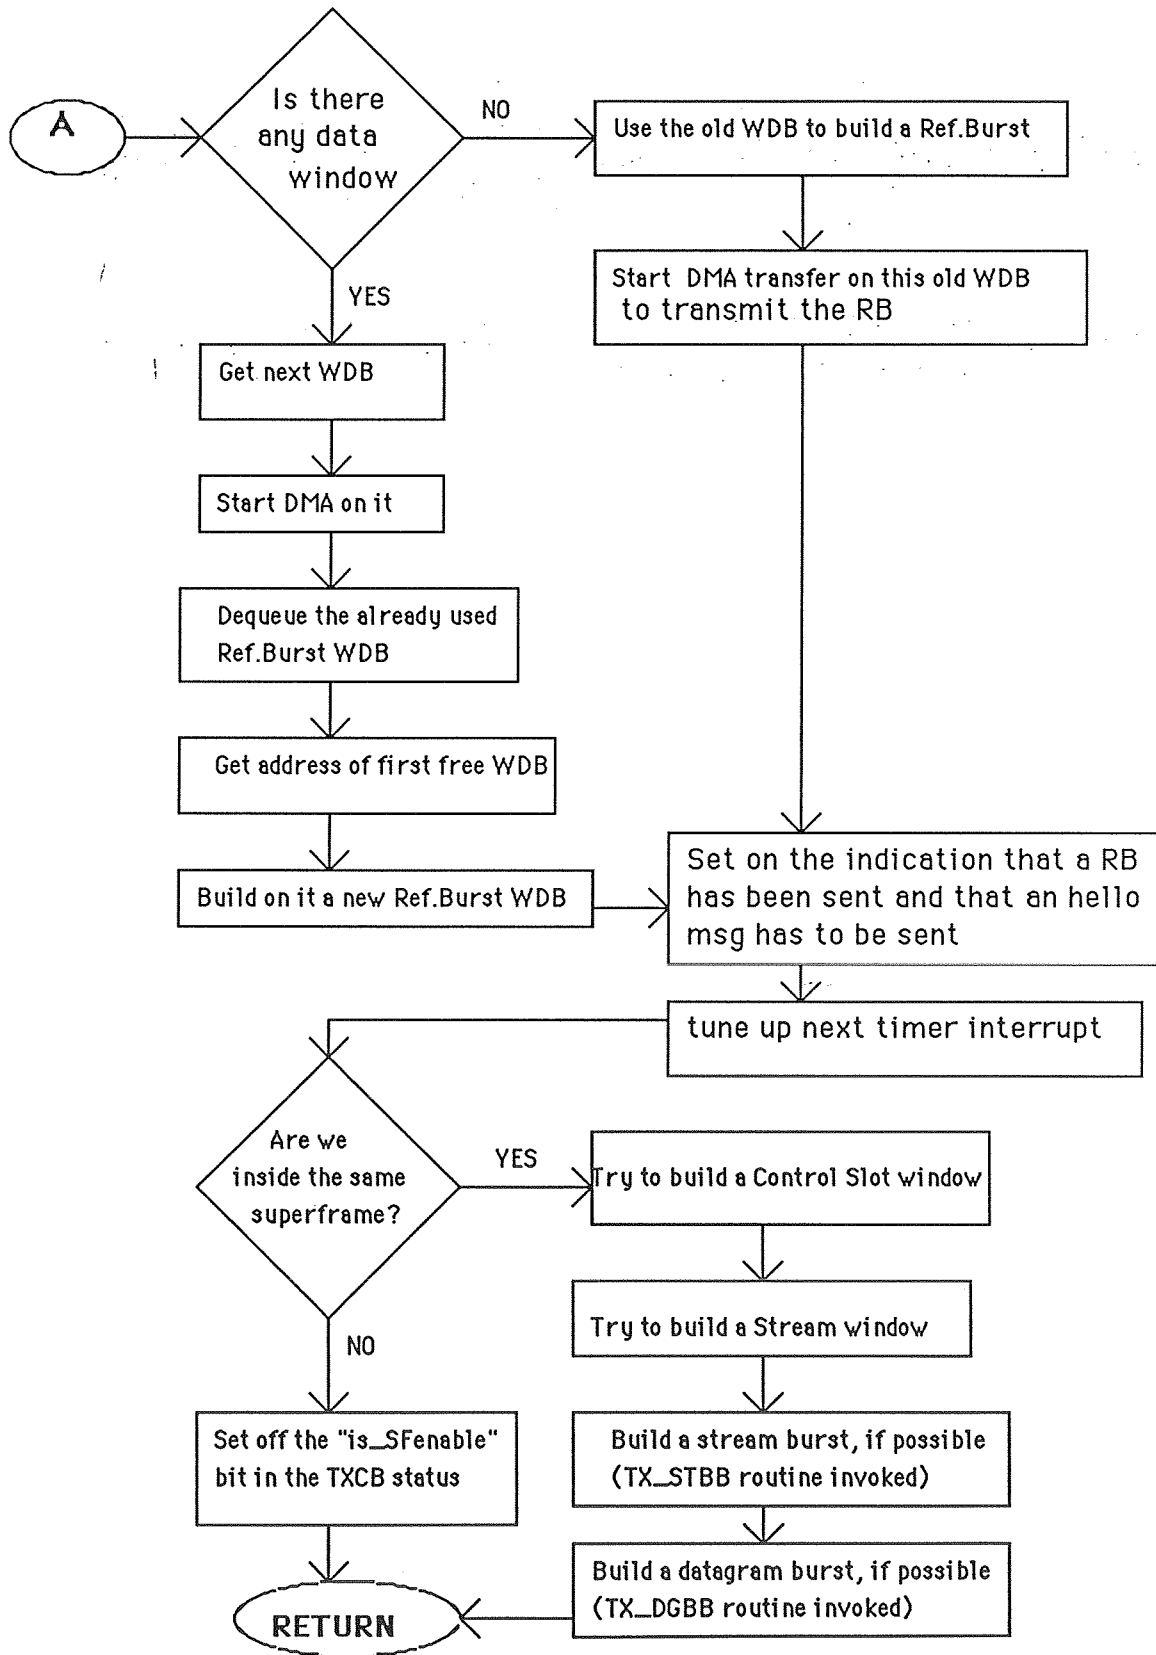 A
Is there
any data
window
NO
Use the old WDB to build a Ref.Burst
Start DMA transfer on this old WDB
to transmit the RB
YES
Get next WDB
Start DMA on it
Dequeue the already used
Ref.Burst WDB
Get address of first free WDB
Build on it a new Ref.Burst WDB
Set on the indication that a RB
has been sent and that an hello
msg has to be sent
tune up next timer interrupt
Are we
inside the same
superframe?
YES
Try to build a Control Slot window
Try to build a Stream window
NO
Set off the "is_SFenable"
bit in the TXCB status
Build a stream burst, if possible
(TX_STBB routine invoked)
Build a datagram burst, if possible
(TX_DGBB routine invoked)
RETURN